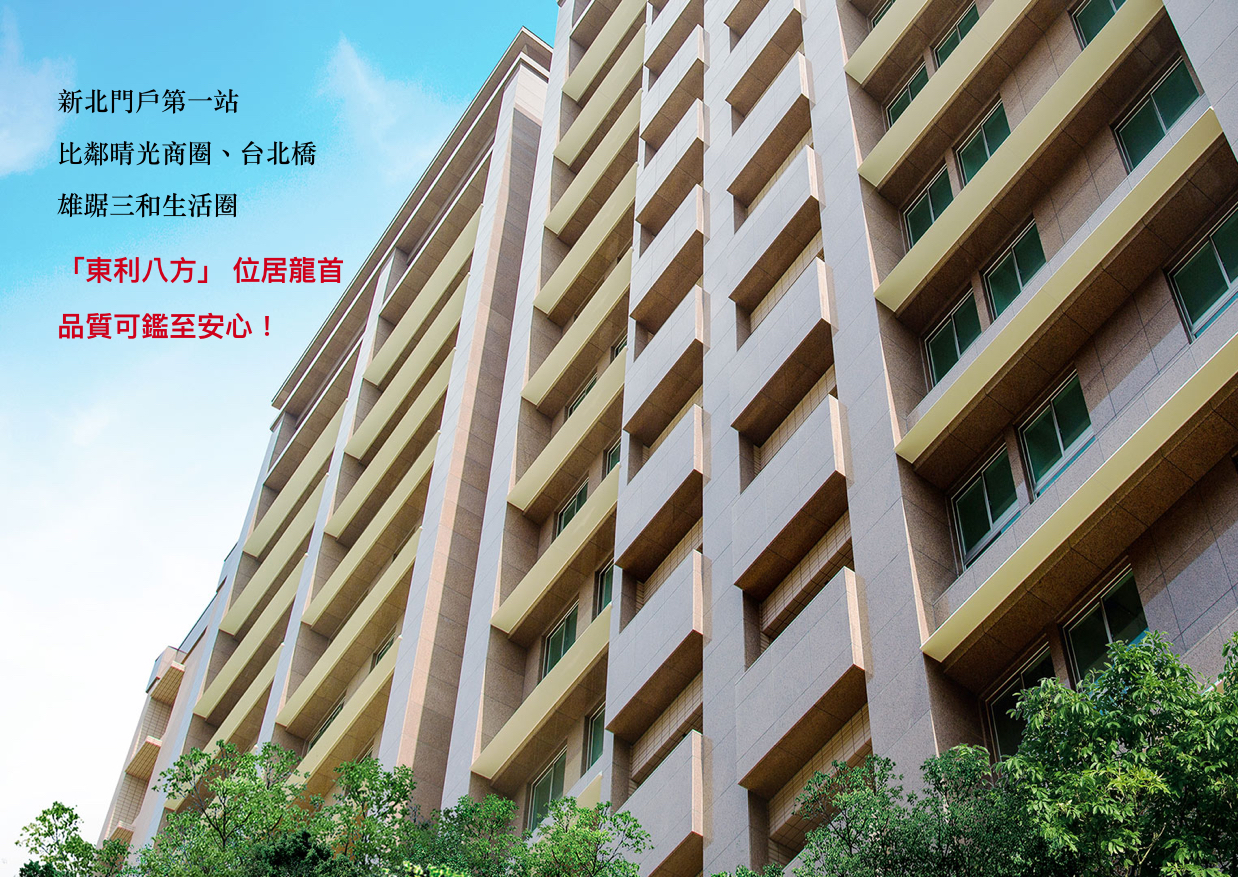 新北門戶第一站
比鄰晴光商圈、台北橋
雄踞三和生活圈
「東利八方」 位居龍首
品質可鑑至安心！